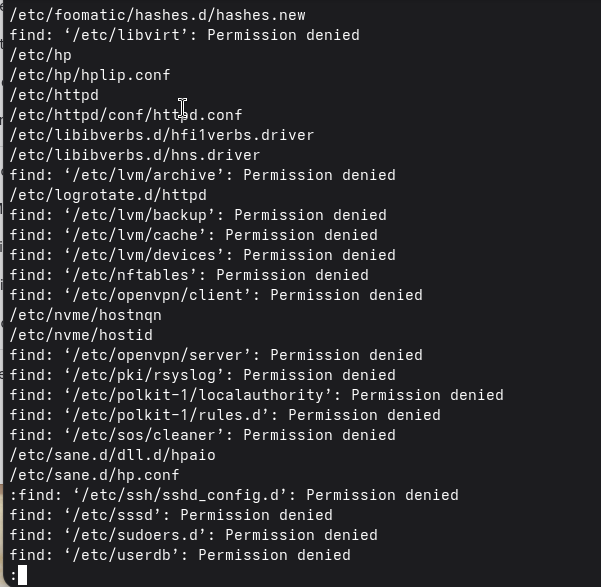 /etc/foomatic/hashes.d/hashes.new
find: ‘/etc/libvirt’: Permission denied
/etc/hp
/etc/hp/hplip.conf
/etc/httpd
/etc/httpd/conf/httpd.conf
/etc/libibverbs.d/hfi1verbs.driver
/etc/libibverbs.d/hns.driver
find: ‘/etc/lvm/archive’: Permission denied
/etc/logrotate.d/httpd
find: ‘/etc/lvm/backup’: Permission denied
find: ‘/etc/lvm/cache’: Permission denied
find: ‘/etc/lvm/devices’: Permission denied
find: ‘/etc/nftables’: Permission denied
find: ‘/etc/openvpn/client’: Permission denied
/etc/nvme/hostnqn
/etc/nvme/hostid
find: ‘/etc/openvpn/server’: Permission denied
find: ‘/etc/pki/rsyslog’: Permission denied
find: ‘/etc/polkit-1/localauthority’: Permission denied
find: ‘/etc/polkit-1/rules.d’: Permission denied
find: ‘/etc/sos/cleaner’: Permission denied
/etc/sane.d/dll.d/hpaio
/etc/sane.d/hp.conf
:find: ‘/etc/ssh/sshd_config.d’: Permission denied
find: ‘/etc/sssd’: Permission denied
find: ‘/etc/sudoers.d’: Permission denied
find: ‘/etc/userdb’: Permission denied
: